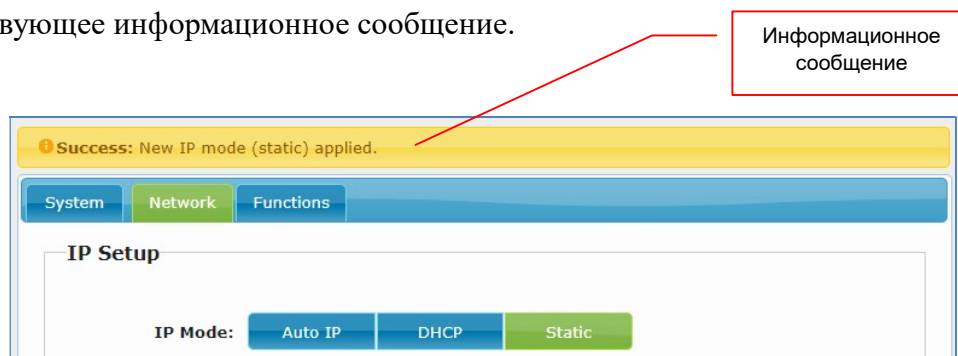 вующее информационное сообщение.
Информационное
сообщение
Success: New IP mode (static) applied.
System Network Functions
IP Setup
IP Mode: Auto IP DHCP Static